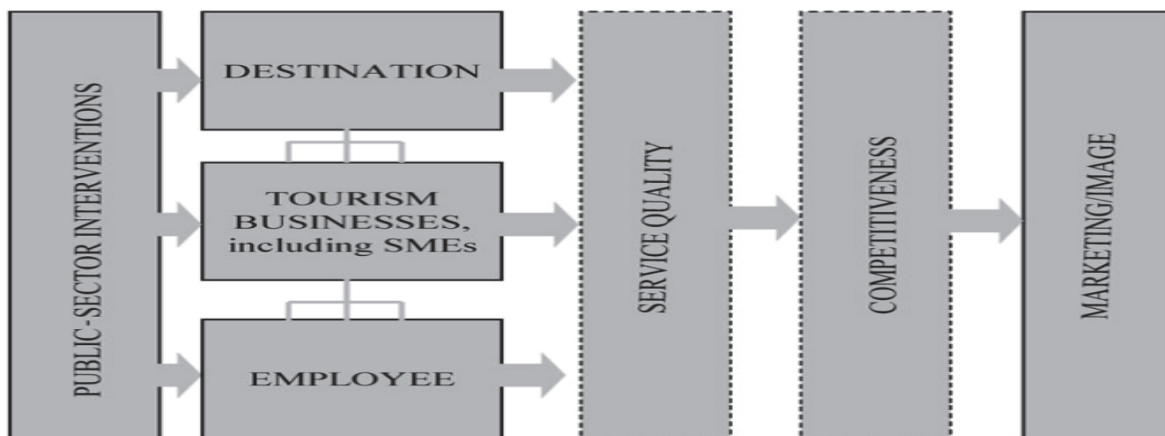 PUBLIC-SECTOR INTERVENTIONS
DESTINATION
TOURISM
BUSINESSES,
including SMEs
EMPLOYEE
SERVICE QUALITY
COMPETITIVENESS
MARKETING/IMAGE